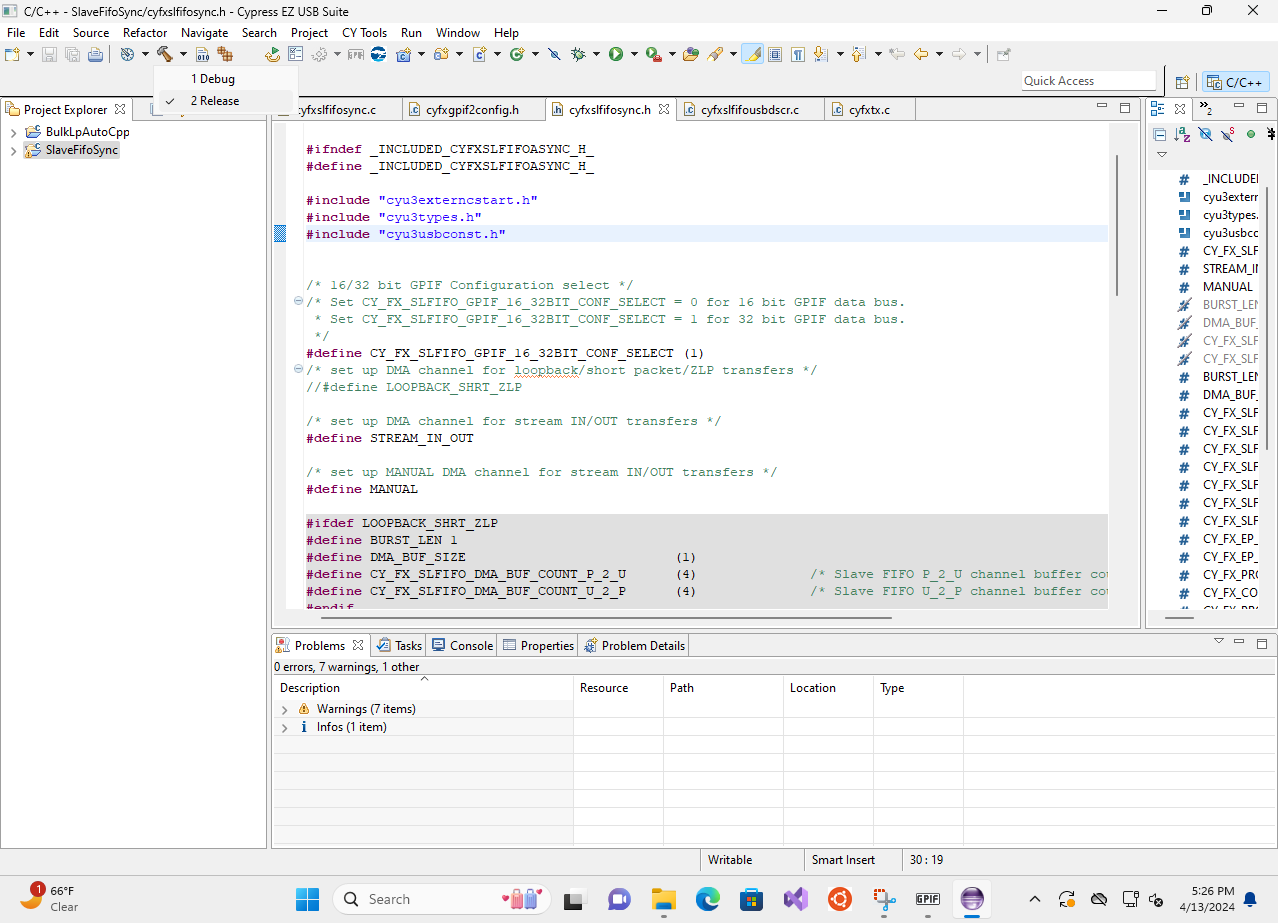 C/C++ - SlaveFifoSync/cyfxslfifosync.h - Cypress EZ USB Suite
File Edit Source Refactor Navigate Search Project CY Tools Run Window Help
1 Debug
2 Release
Quick Access
C/C++
Project Explorer
BulkLpAutoCpp
SlaveFifoSync
cyfxslfifosync.c
cyfxgpif2config.h
cyfxslfifosync.h
cyfxslfifousbdscr.c
cyfxtx.c
#ifndef _INCLUDED_CYFXSLFIFOASYNC_H_
#define _INCLUDED_CYFXSLFIFOASYNC_H_
#include "cyu3externcstart.h"
#include "cyu3types.h"
#include "cyu3usbconst.h"
/* 16/32 bit GPIF Configuration select */
/* Set CY_FX_SLFIFO_GPIF_16_32BIT_CONF_SELECT = 0 for 16 bit GPIF data bus.
* Set CY_FX_SLFIFO_GPIF_16_32BIT_CONF_SELECT = 1 for 32 bit GPIF data bus.
*/
#define CY_FX_SLFIFO_GPIF_16_32BIT_CONF_SELECT (1)
/* set up DMA channel for loopback/short packet/ZLP transfers */
//#define LOOPBACK_SHRT_ZLP
/* set up DMA channel for stream IN/OUT transfers */
#define STREAM_IN_OUT
/* set up MANUAL DMA channel for stream IN/OUT transfers */
#define MANUAL
#ifdef LOOPBACK_SHRT_ZLP
#define BURST_LEN 1
#define DMA_BUF_SIZE (1)
#define CY_FX_SLFIFO_DMA_BUF_COUNT_P_2_U (4) /* Slave FIFO P_2_U channel buffer cou
#define CY_FX_SLFIFO_DMA_BUF_COUNT_U_2_P (4) /* Slave FIFO U_2_P channel buffer cou
#endif
2
# _INCLUDEI
cyu3extern
cyu3types.
cyu3usbco
# CY_FX_SLF
# STREAM_IN
# MANUAL
# BURST_LEN
# DMA_BUF_
# CY_FX_SLF
# CY_FX_SLF
# BURST_LEN
# DMA_BUF_
# CY_FX_SLF
# CY_FX_SLF
# CY_FX_SLF
# CY_FX_SLF
# CY_FX_SLF
# CY_FX_SLF
# CY_FX_SLF
# CY_FX_EP_
# CY_FX_EP_
# CY_FX_PRO
# CY_FX_CO
# CY_FX_PRO
Problems
Tasks
Console
Properties
Problem Details
0 errors, 7 warnings, 1 other
Description Resource Path Location Type
Warnings (7 items)
Infos (1 item)
Writable
Smart Insert
30 : 19
1
66°F
Clear
Search
GPIF
5:26 PM
4/13/2024